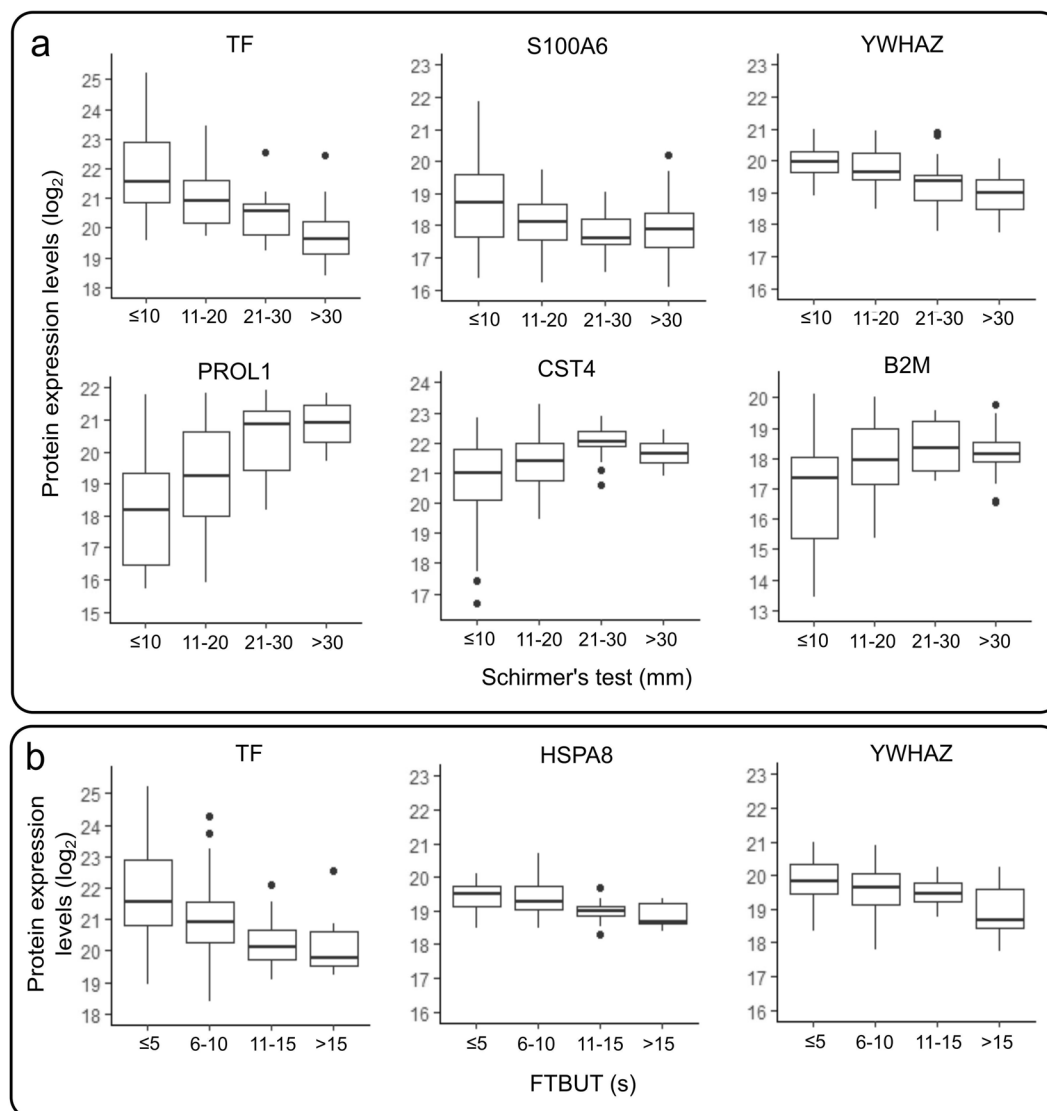 a
TF
S100A6
YWHAZ
Protein expression levels (log₂)
25
24
23
22
21
20
19
18
≤10 11-20 21-30 >30
23
22
21
20
19
18
17
16
≤10 11-20 21-30 >30
23
22
21
20
19
18
17
16
≤10 11-20 21-30 >30
PROL1
CST4
B2M
22
21
20
19
18
17
16
15
≤10 11-20 21-30 >30
24
23
22
21
20
19
18
17
≤10 11-20 21-30 >30
20
19
18
17
16
15
14
13
≤10 11-20 21-30 >30
Schirmer's test (mm)
b
TF
HSPA8
YWHAZ
Protein expression
levels (log₂)
25
24
23
22
21
20
19
18
≤5 6-10 11-15 >15
23
22
21
20
19
18
17
16
≤5 6-10 11-15 >15
23
22
21
20
19
18
17
16
≤5 6-10 11-15 >15
FTBUT (s)